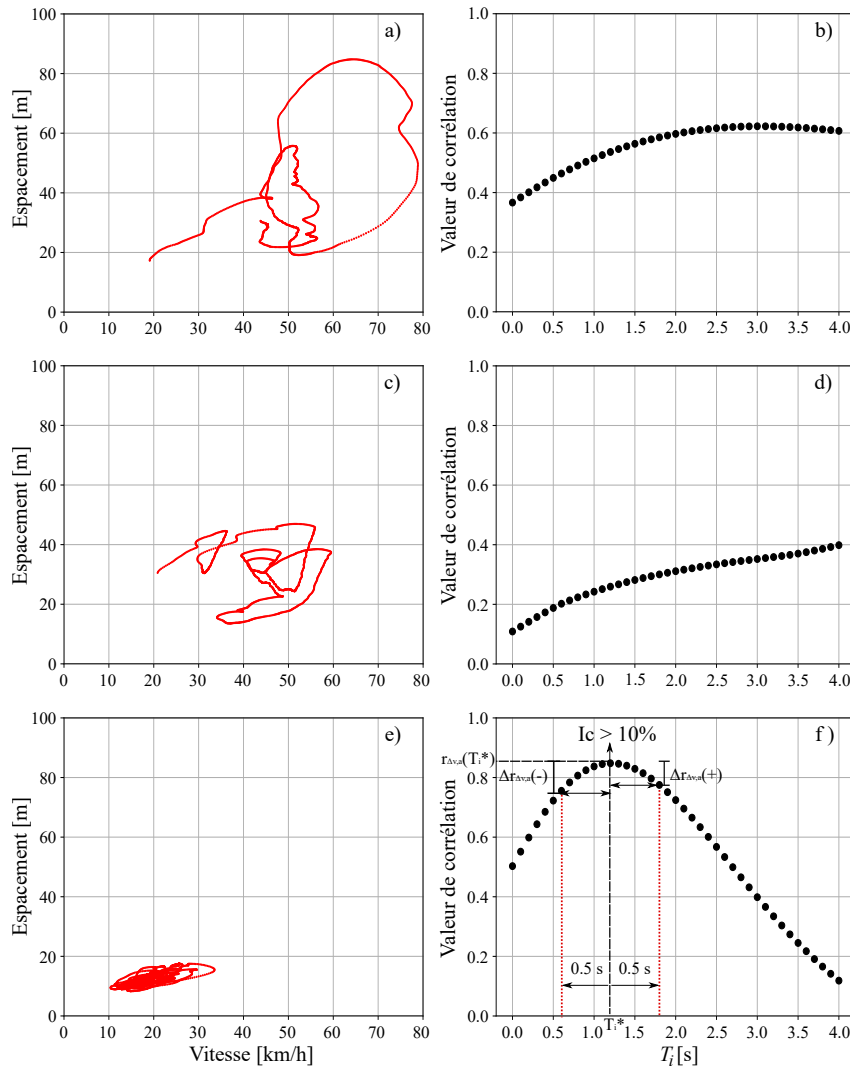 a)
Espacement [m]
100
80
60
40
20
0
0 10 20 30 40 50 60 70 80
b)
Valeur de corrélation
1.0
0.8
0.6
0.4
0.2
0.0
0.0 0.5 1.0 1.5 2.0 2.5 3.0 3.5 4.0
c)
Espacement [m]
100
80
60
40
20
0
0 10 20 30 40 50 60 70 80
d)
Valeur de corrélation
1.0
0.8
0.6
0.4
0.2
0.0
0.0 0.5 1.0 1.5 2.0 2.5 3.0 3.5 4.0
e)
Espacement [m]
100
80
60
40
20
0
0 10 20 30 40 50 60 70 80
Vitesse [km/h]
f)
Valeur de corrélation
1.0
0.8
0.6
0.4
0.2
0.0
Ic > 10%
rΔv,a(Ti*)
ΔrΔv,a(-)
ΔrΔv,a(+)
0.5 s 0.5 s
Ti*
0.0 0.5 1.0 1.5 2.0 2.5 3.0 3.5 4.0
Ti[s]